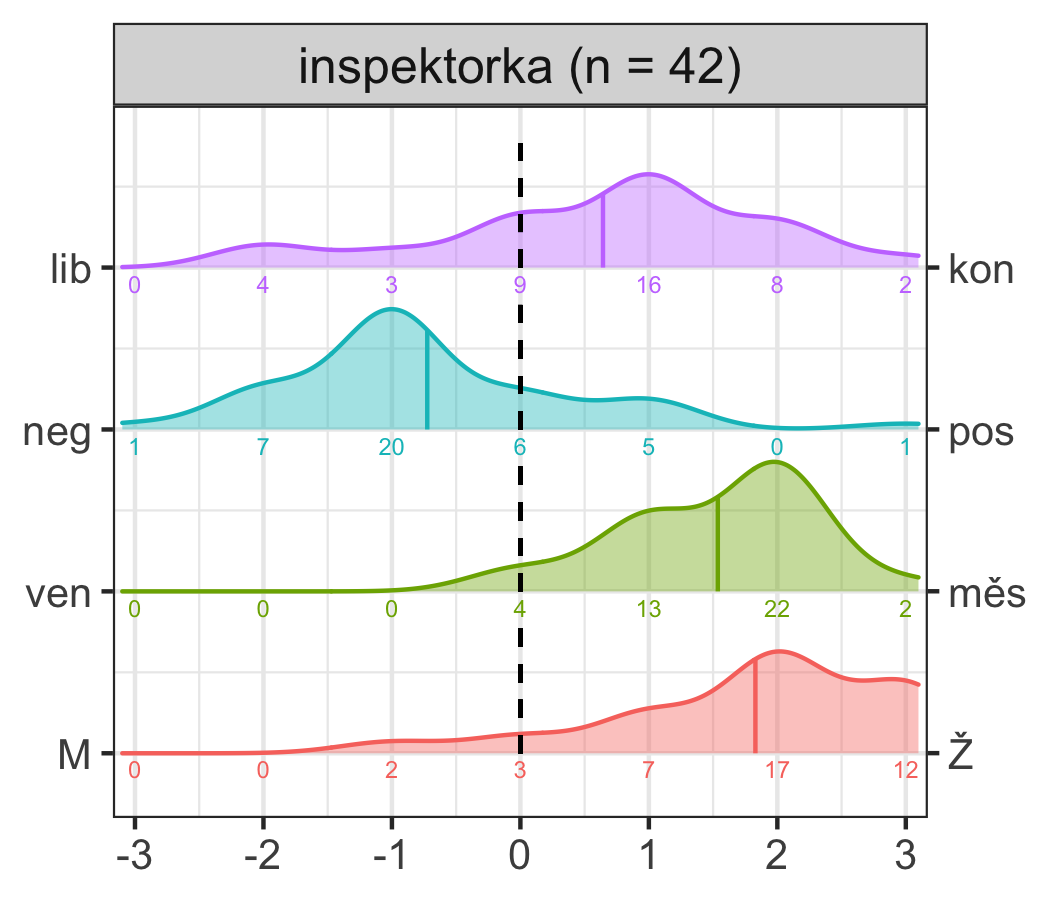 inspektorka (n = 42)
lib kon
0 4 3 9 16 8 2
neg pos
1 7 20 6 5 0 1
ven měs
0 0 0 4 13 22 2
M Ž
0 0 2 3 7 17 12
-3 -2 -1 0 1 2 3